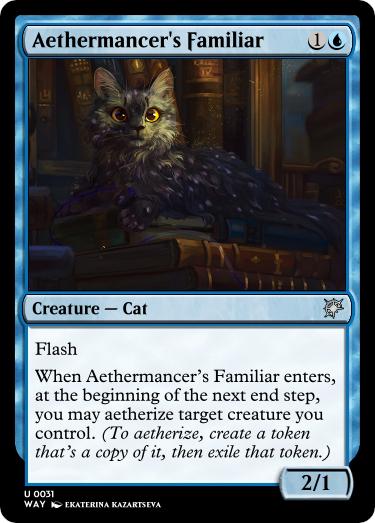 Aethermancer's Familiar 1
Creature — Cat
Flash
When Aethermancer's Familiar enters,
at the beginning of the next end step,
you may aetherize target creature you
control. (To aetherize, create a token
that's a copy of it, then exile that token.)
2/1
U 0031
WAY EKATERINA KAZARTSEVA